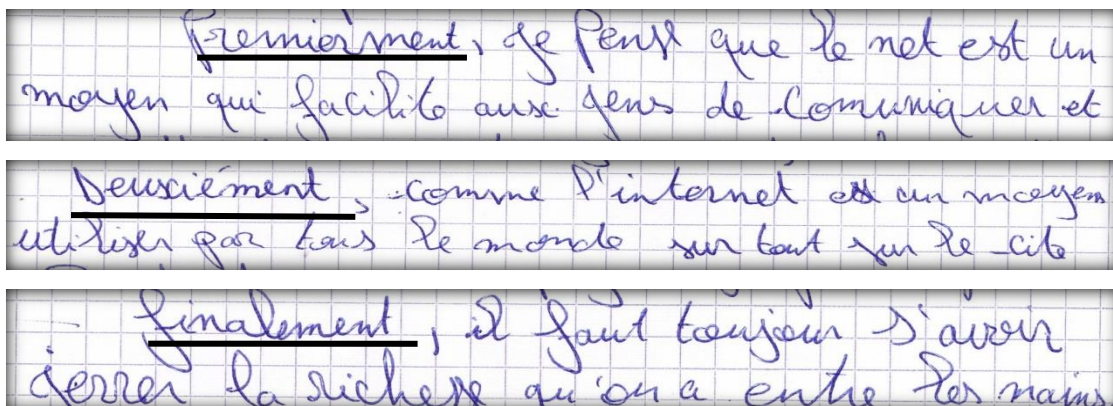 Premiérment, je pense que le net est un
moyen qui facilite aux gens de comuniquer et
Deuxciément, comme l'internet est un moyen
utiliser par tous le monde sur tout sur le cite
finalement, il faut toujour s'avoir
gerrer la richesse qu'on a entre les mains